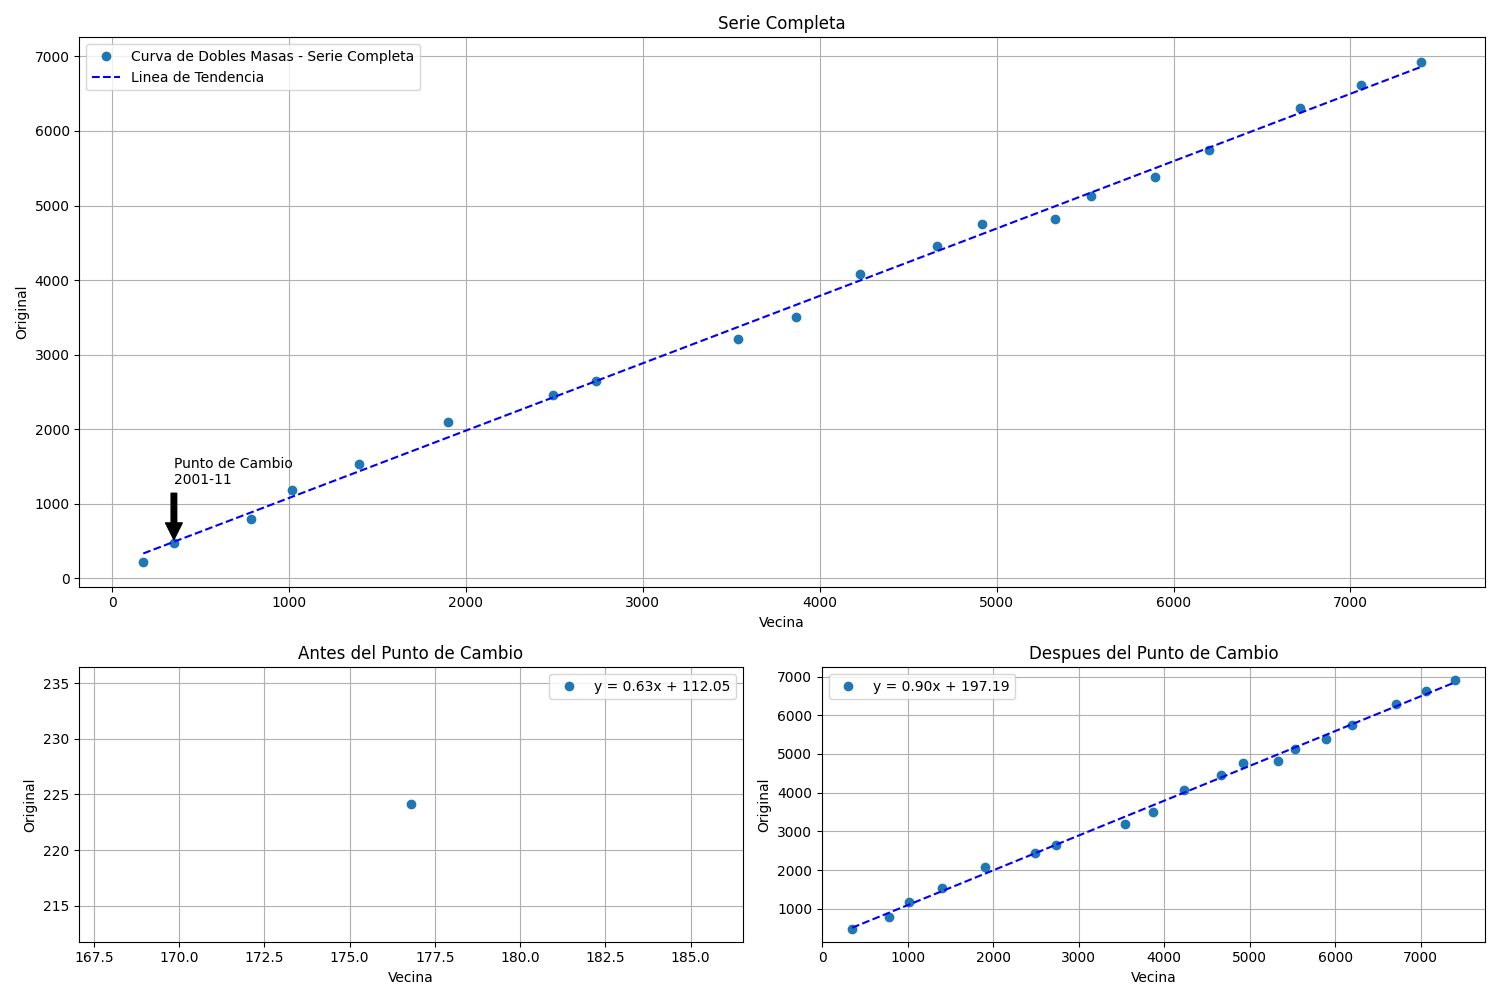 Serie Completa
Curva de Dobles Masas - Serie Completa
Linea de Tendencia
7000
6000
5000
4000
3000
2000
1000
0
Original
Punto de Cambio
2001-11
0 1000 2000 3000 4000 5000 6000 7000
Vecina
Antes del Punto de Cambio
y = 0.63x + 112.05
235
230
225
220
215
Original
167.5 170.0 172.5 175.0 177.5 180.0 182.5 185.0
Vecina
Despues del Punto de Cambio
y = 0.90x + 197.19
7000
6000
5000
4000
3000
2000
1000
Original
0 1000 2000 3000 4000 5000 6000 7000
Vecina